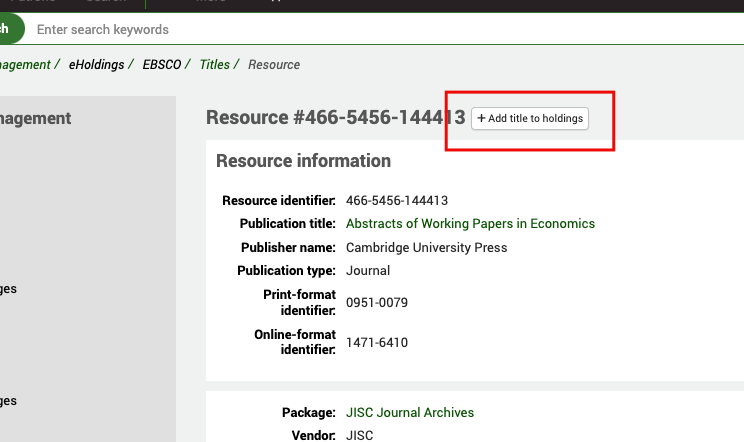 Enter search keywords
nagement / eHoldings / EBSCO / Titles / Resource
nagement
Resource #466-5456-144413 + Add title to holdings
Resource information
Resource identifier: 466-5456-144413
Publication title: Abstracts of Working Papers in Economics
Publisher name: Cambridge University Press
Publication type: Journal
Print-format
identifier: 0951-0079
Online-format
identifier: 1471-6410
ges
ges
Package: JISC Journal Archives
Vendor: JISC